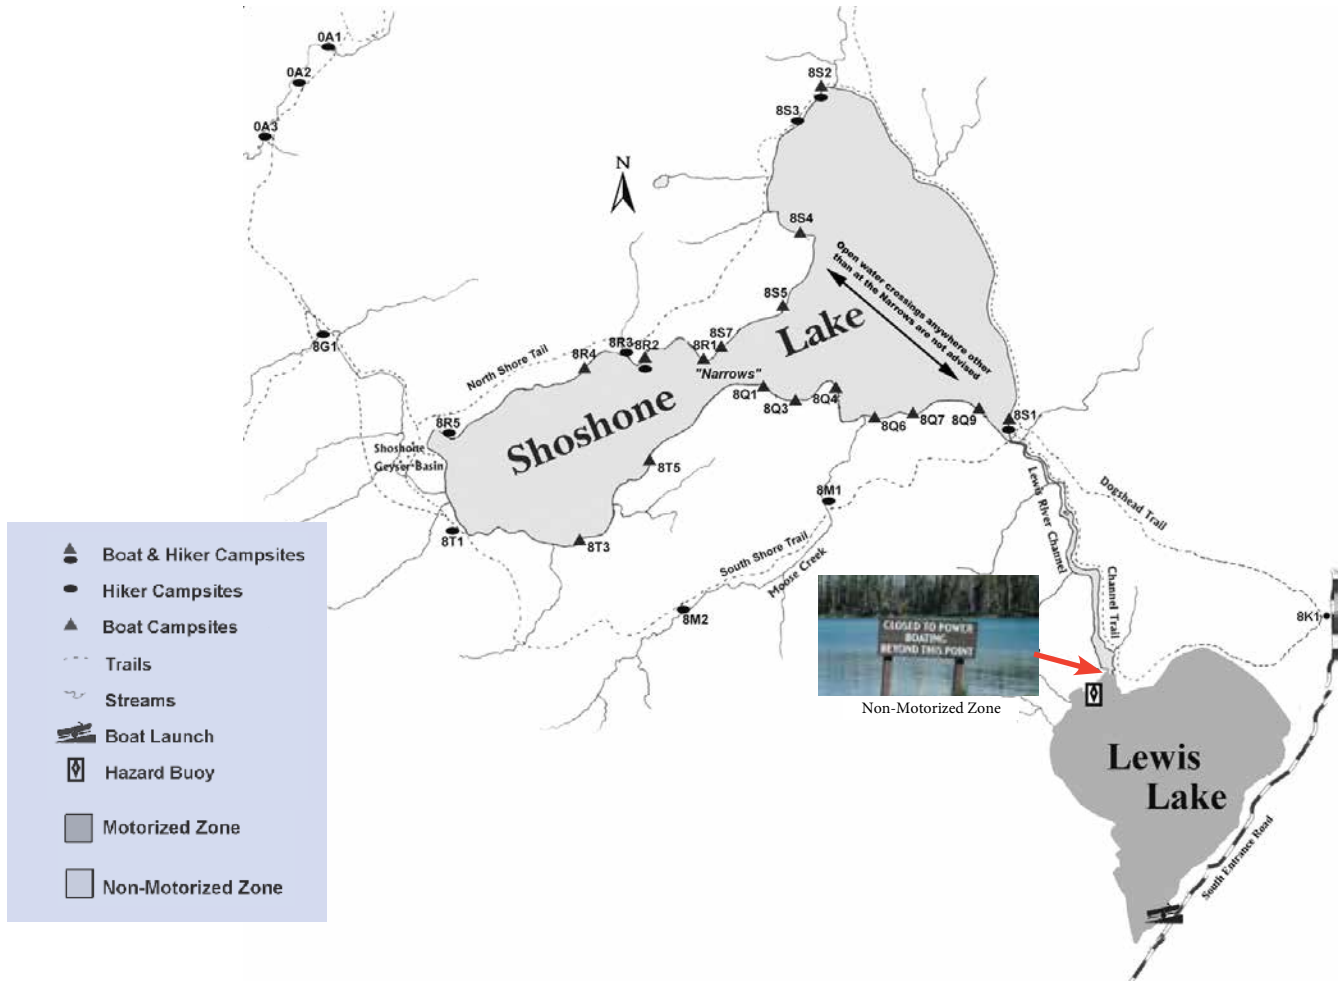 0A1
0A2
0A3
8S2
8S3
N
8S4
Open water crossings anywhere other
than at the Narrows are not advised
8S5
Lake
8S7
8R1
8R3
8R2
8R4
"Narrows"
8G1
North Shore Tail
8Q1
8Q3
8Q4
8Q6
8Q7
8Q9
8S1
Shoshone
8R5
Shoshone
Geyser Basin
8T5
8M1
Lewis River Channel
Dogshead Trail
8T1
8T3
South Shore Trail
Moose Creek
8M2
Channel Trail
8K1
CLOSED TO POWER
BOATING
BEYOND THIS POINT
Non-Motorized Zone
Lewis
Lake
South Entrance Road
Boat & Hiker Campsites
Hiker Campsites
Boat Campsites
Trails
Streams
Boat Launch
Hazard Buoy
Motorized Zone
Non-Motorized Zone